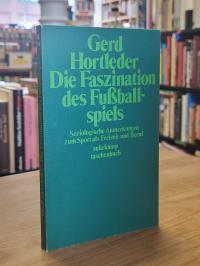 Gerd
Hortleder
Die Faszination
des Fußball-
spiels
Soziologische Anmerkungen
zum Sport als Freizeit und Beruf
suhrkamp
taschenbuch